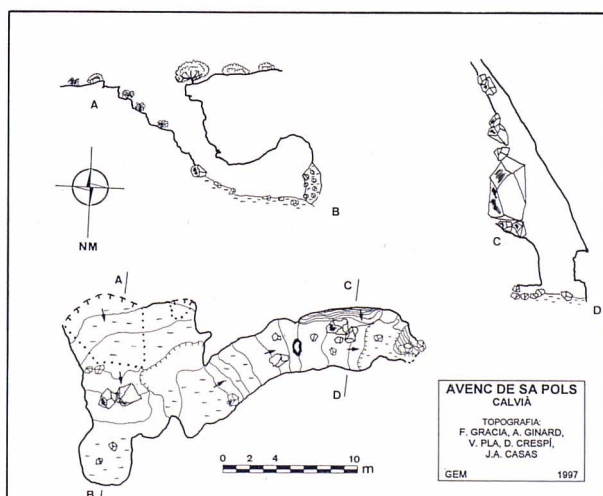 A
B
NM
C
D
A
B
C
D
0 2 4 10
m
AVENC DE SA POLS
CALVIÀ
TOPOGRAFIA:
F. GRACIA, A. GINARD,
V. PLA, D. CRESPÍ,
J.A. CASAS
GEM 1997